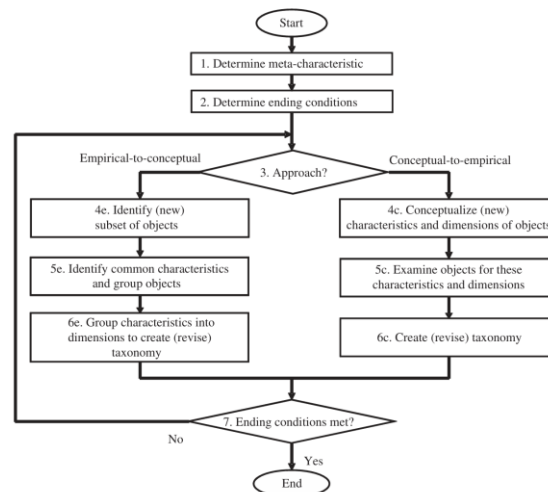 Start
1. Determine meta-characteristic
2. Determine ending conditions
Empirical-to-conceptual
Conceptual-to-empirical
3. Approach?
4e. Identify (new)
subset of objects
4c. Conceptualize (new)
characteristics and dimensions of objects
5e. Identify common characteristics
and group objects
5c. Examine objects for these
characteristics and dimensions
6e. Group characteristics into
dimensions to create (revise)
taxonomy
6c. Create (revise) taxonomy
7. Ending conditions met?
No
Yes
End